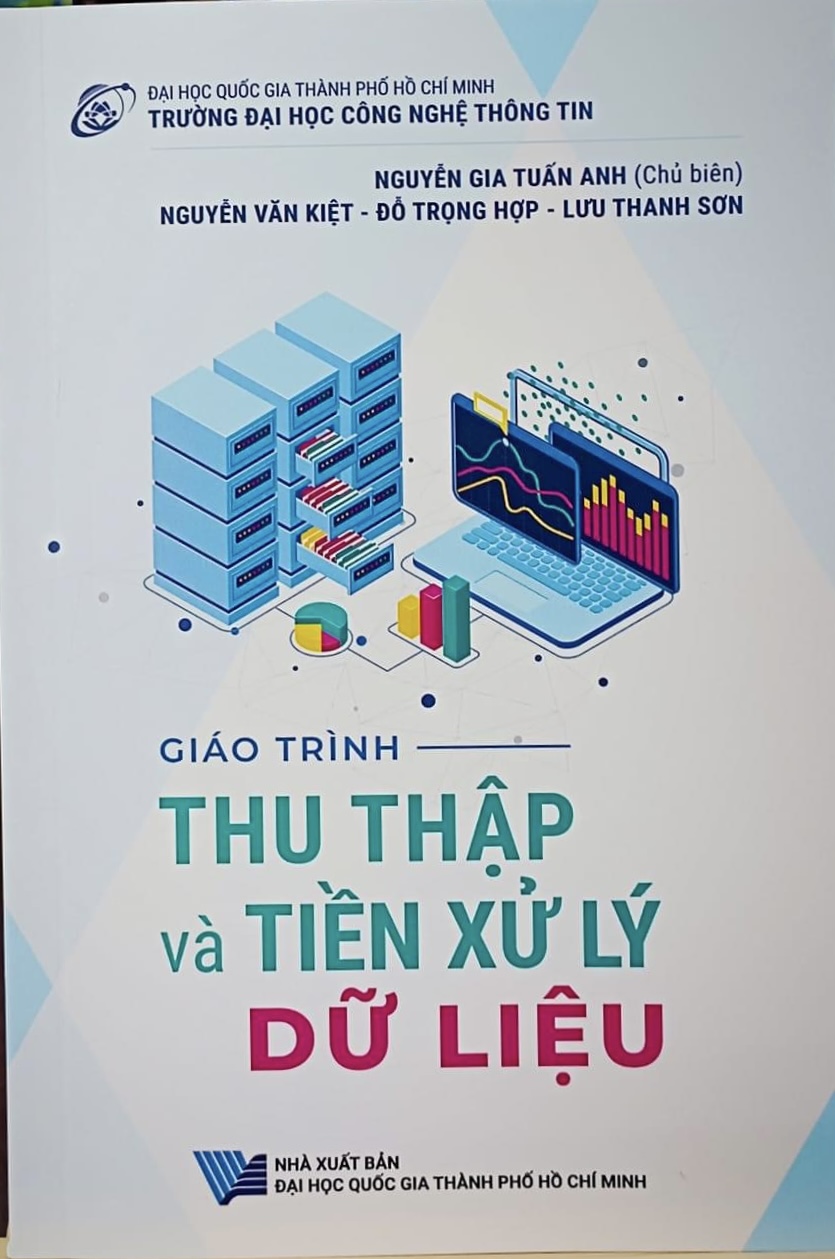 ĐẠI HỌC QUỐC GIA THÀNH PHỐ HỒ CHÍ MINH
TRƯỜNG ĐẠI HỌC CÔNG NGHỆ THÔNG TIN
NGUYỄN GIA TUẤN ANH (Chủ biên)
NGUYỄN VĂN KIỆT - ĐỖ TRỌNG HỢP - LƯU THANH SƠN
GIÁO TRÌNH
THU THẬP
và TIỀN XỬ LÝ
DỮ LIỆU
NHÀ XUẤT BẢN
ĐẠI HỌC QUỐC GIA THÀNH PHỐ HỒ CHÍ MINH